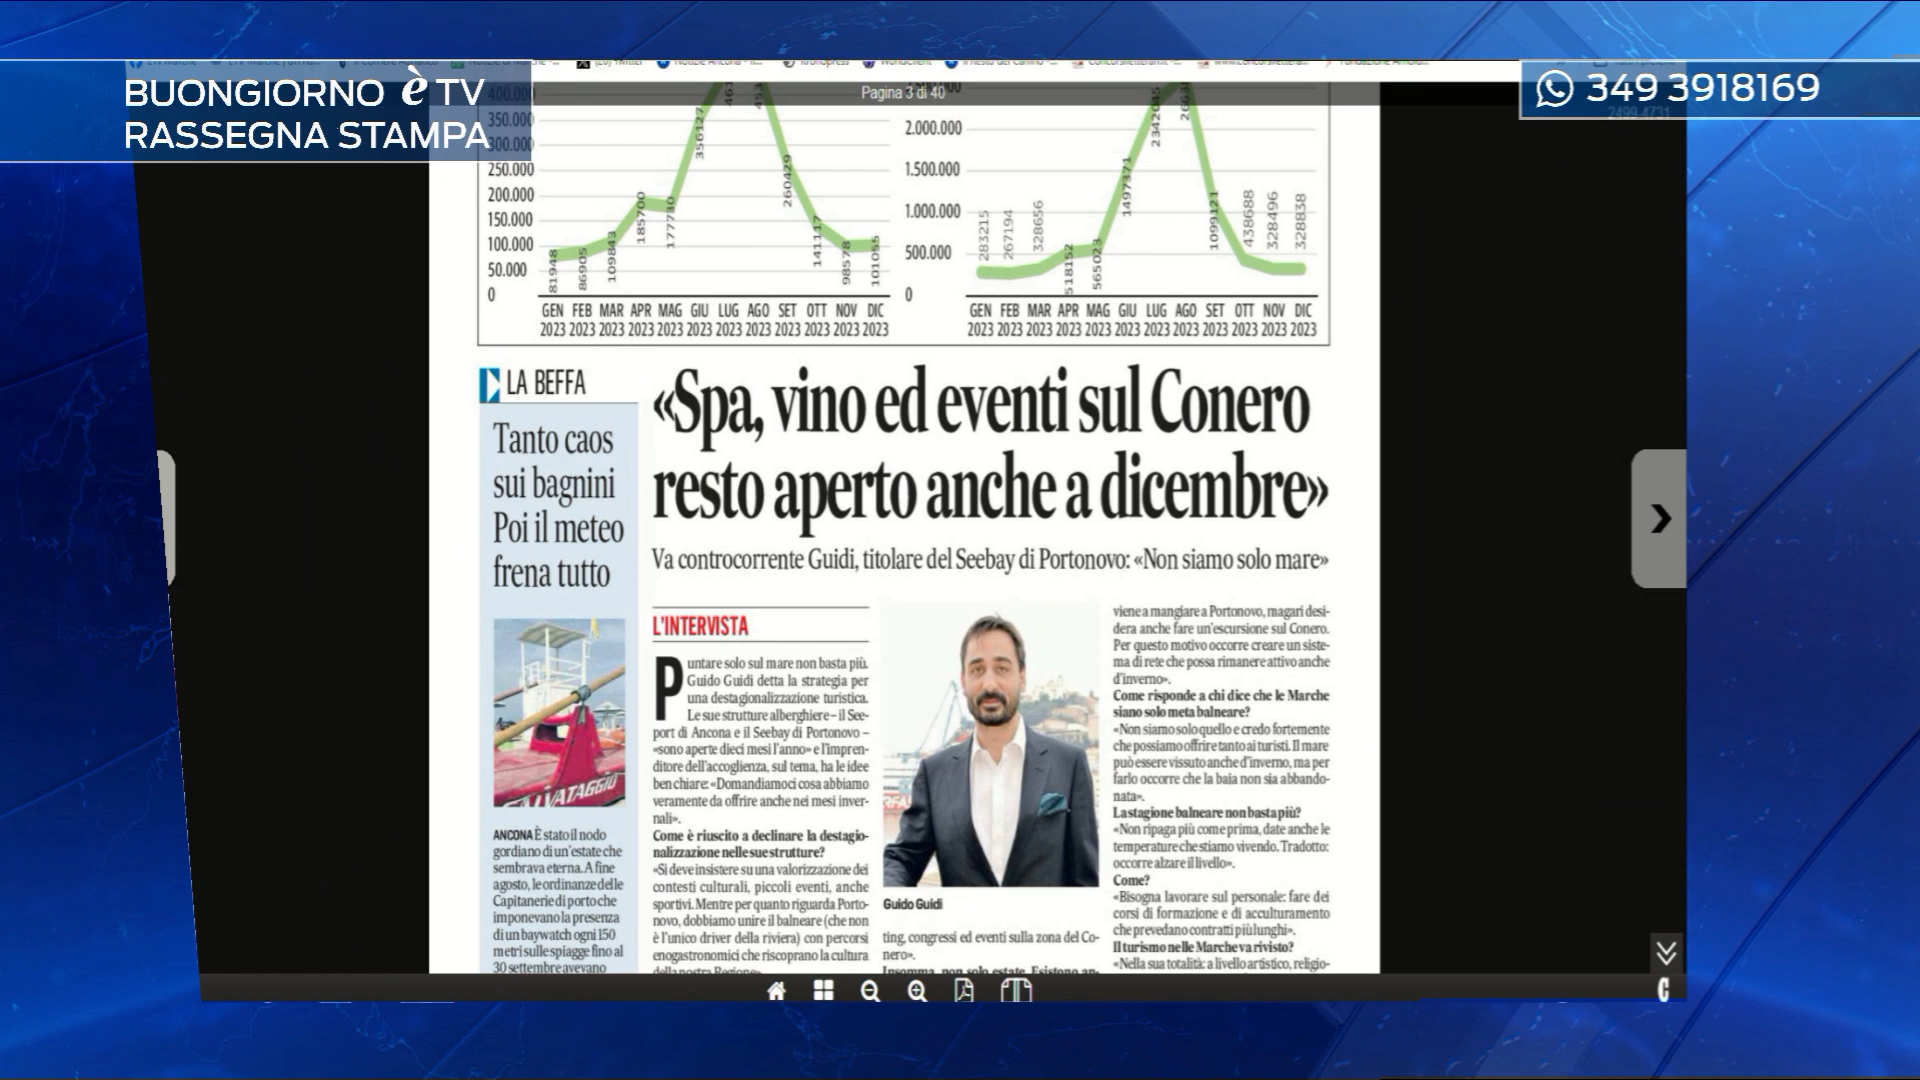 BUONGIORNO è TV
RASSEGNA STAMPA
349 3918169
Pagina 3 di 40
400.000
350.000
300.000
250.000
200.000
150.000
100.000
50.000
0
81948
86905
109843
185700
177730
356127
260429
141117
98578
101055
GEN FEB MAR APR MAG GIU LUG AGO SET OTT NOV DIC
2023 2023 2023 2023 2023 2023 2023 2023 2023 2023 2023 2023
2.000.000
1.500.000
1.000.000
500.000
0
283215
267194
328656
518152
565023
1497371
2342045
1099121
438688
328496
328838
GEN FEB MAR APR MAG GIU LUG AGO SET OTT NOV DIC
2023 2023 2023 2023 2023 2023 2023 2023 2023 2023 2023 2023
LA BEFFA
Tanto caos
sui bagnini
Poi il meteo
frena tutto
SALVATAGGIO
ANCONA È stato il nodo
gordiano di un'estate che
sembrava eterna. A fine
agosto, le ordinanze delle
Capitanerie di porto che
imponevano la presenza
di un baywatch ogni 150
metri sulle spiagge fino al
30 settembre avevano
«Spa, vino ed eventi sul Conero
resto aperto anche a dicembre»
Va controcorrente Guidi, titolare del Seebay di Portonovo: «Non siamo solo mare»
L'INTERVISTA
Puntare solo sul mare non basta più.
Guido Guidi detta la strategia per
una destagionalizzazione turistica.
Le sue strutture alberghiere – il See-
port di Ancona e il Seebay di Portonovo –
«sono aperte dieci mesi l'anno» e l'impren-
ditore dell'accoglienza, sul tema, ha le idee
ben chiare: «Domandiamoci cosa abbiamo
veramente da offrire anche nei mesi inver-
nali».
Come è riuscito a declinare la destagio-
nalizzazione nelle sue strutture?
«Si deve insistere su una valorizzazione dei
contesti culturali, piccoli eventi, anche
sportivi. Mentre per quanto riguarda Porto-
novo, dobbiamo unire il balneare (che non
è l'unico driver della riviera) con percorsi
enogastronomici che riscoprano la cultura
della nostra Regione».
Guido Guidi
ting, congressi ed eventi sulla zona del Co-
nero».
Insomma, non solo estate. Esistono an-
viene a mangiare a Portonovo, magari desi-
dera anche fare un'escursione sul Conero.
Per questo motivo occorre creare un siste-
ma di rete che possa rimanere attivo anche
d'inverno».
Come risponde a chi dice che le Marche
siano solo meta balneare?
«Non siamo solo quello e credo fortemente
che possiamo offrire tanto ai turisti. Il mare
può essere vissuto anche d'inverno, ma per
farlo occorre che la baia non sia abbando-
nata».
La stagione balneare non basta più?
«Non ripaga più come prima, date anche le
temperature che stiamo vivendo. Tradotto:
occorre alzare il livello».
Come?
«Bisogna lavorare sul personale: fare dei
corsi di formazione e di acculturamento
che prevedano contratti più lunghi».
Il turismo nelle Marche va rivisto?
«Nella sua totalità: a livello artistico, religio-